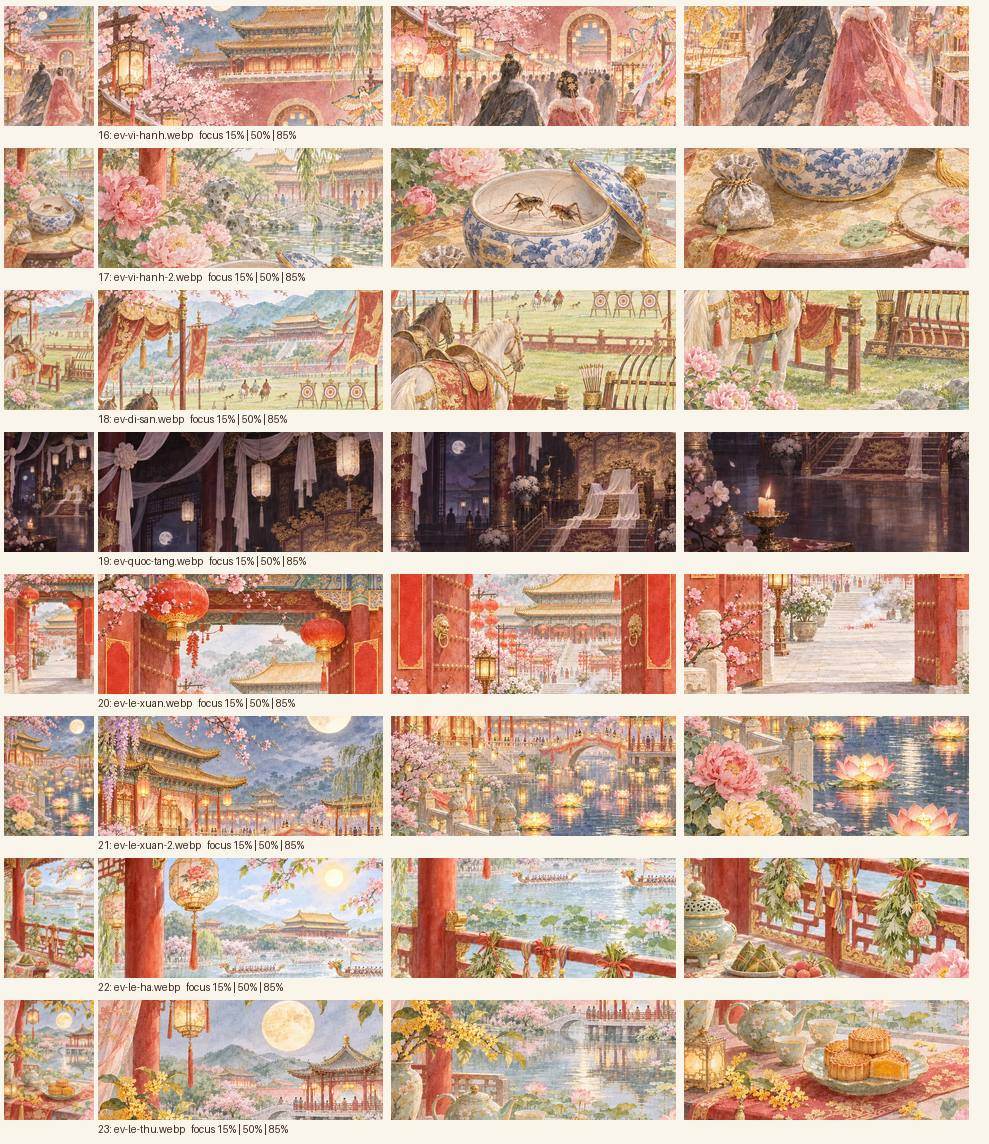 16: ev-vi-hanh.webp focus 15% | 50% | 85%
17: ev-vi-hanh-2.webp focus 15% | 50% | 85%
18: ev-di-san.webp focus 15% | 50% | 85%
19: ev-quoc-tang.webp focus 15% | 50% | 85%
20: ev-le-xuan.webp focus 15% | 50% | 85%
21: ev-le-xuan-2.webp focus 15% | 50% | 85%
22: ev-le-ha.webp focus 15% | 50% | 85%
23: ev-le-thu.webp focus 15% | 50% | 85%